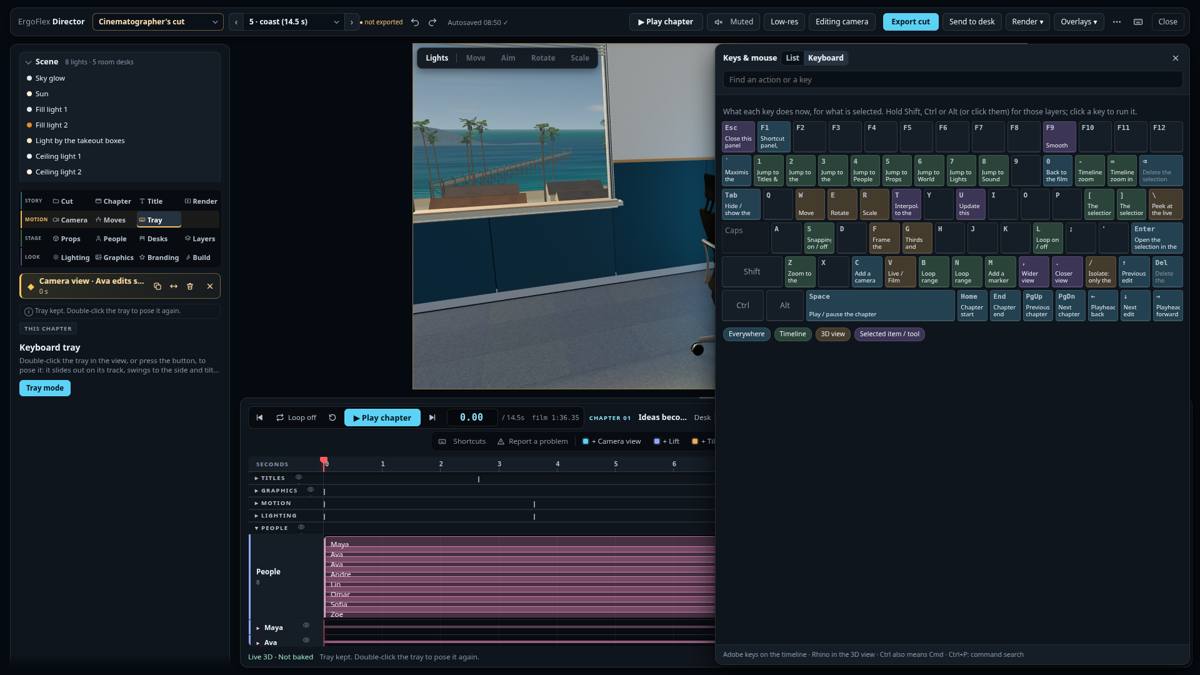 ErgoFlex Director
Cinematographer's cut
5 · coast (14.5 s)
not exported
Autosaved 08:50 ✓
▶ Play chapter
Muted
Low-res
Editing camera
Export cut
Send to desk
Render ▾
Overlays ▾
Close
Scene 8 lights · 5 room desks
Sky glow
Sun
Fill light 1
Fill light 2
Light by the takeout boxes
Ceiling light 1
Ceiling light 2
STORY Cut Chapter Title Render
MOTION Camera Moves Tray
STAGE Props People Desks Layers
LOOK Lighting Graphics Branding Build
Camera view · Ava edits s...
0 s
Tray kept. Double-click the tray to pose it again.
THIS CHAPTER
Keyboard tray
Double-click the tray in the view, or press the button, to
pose it: it slides out on its track, swings to the side and tilt...
Tray mode
Lights Move Aim Rotate Scale
Loop off
▶ Play chapter
0.00
/ 14.5s
film 1:36.35
CHAPTER 01
Ideas beco...
Desk
Shortcuts
Report a problem
+ Camera view
+ Lift
SECONDS
0 1 2 3 4 5 6
TITLES
GRAPHICS
MOTION
LIGHTING
PEOPLE
People
8
Maya
Ava
Ava
Andre
Lin
Omar
Sofia
Zoe
Maya
Ava
Live 3D · Not baked Tray kept. Double-click the tray to pose it again.
Keys & mouse List Keyboard
Find an action or a key
What each key does now, for what is selected. Hold Shift, Ctrl or Alt (or click them) for those layers; click a key to run it.
Esc F1 F2 F3 F4 F5 F6 F7 F8 F9 F10 F11 F12
Close this panel
Shortcut panel,
Smooth
` 1 2 3 4 5 6 7 8 9 0 - =
Maximis the
Jump to Titles &
Jump to the
Jump to the
Jump to People
Jump to Props
Jump to World
Jump to Lights
Jump to Sound
Back to the film
Timeline zoom
Timeline zoom in
Delete the selection
Tab Q W E R T Y U I O P [ ] \
Hide / show the
Move
Rotate
Scale
Interpol. to the
Update this
The selectior
The selectior
Peek at the live
Caps A S D F G H J K L ; ' Enter
Snappin on / off
Frame the
Thirds and
Loop on / off
Open the selection in the
Shift Z X C V B N M , . / ↑ Del
Zoom to the
Add a camera
Live / Film
Loop range
Loop range
Add a marker
Wider view
Closer view
Isolate: only the
Previous edit
Delete the
Ctrl Alt Space Home End PgUp PgDn ← ↓ →
Play / pause the chapter
Chapter start
Chapter end
Previous chapter
Next chapter
Playheac back
Next edit
Playheac forward
Everywhere Timeline 3D view Selected item / tool
Adobe keys on the timeline · Rhino in the 3D view · Ctrl also means Cmd · Ctrl+P: command search